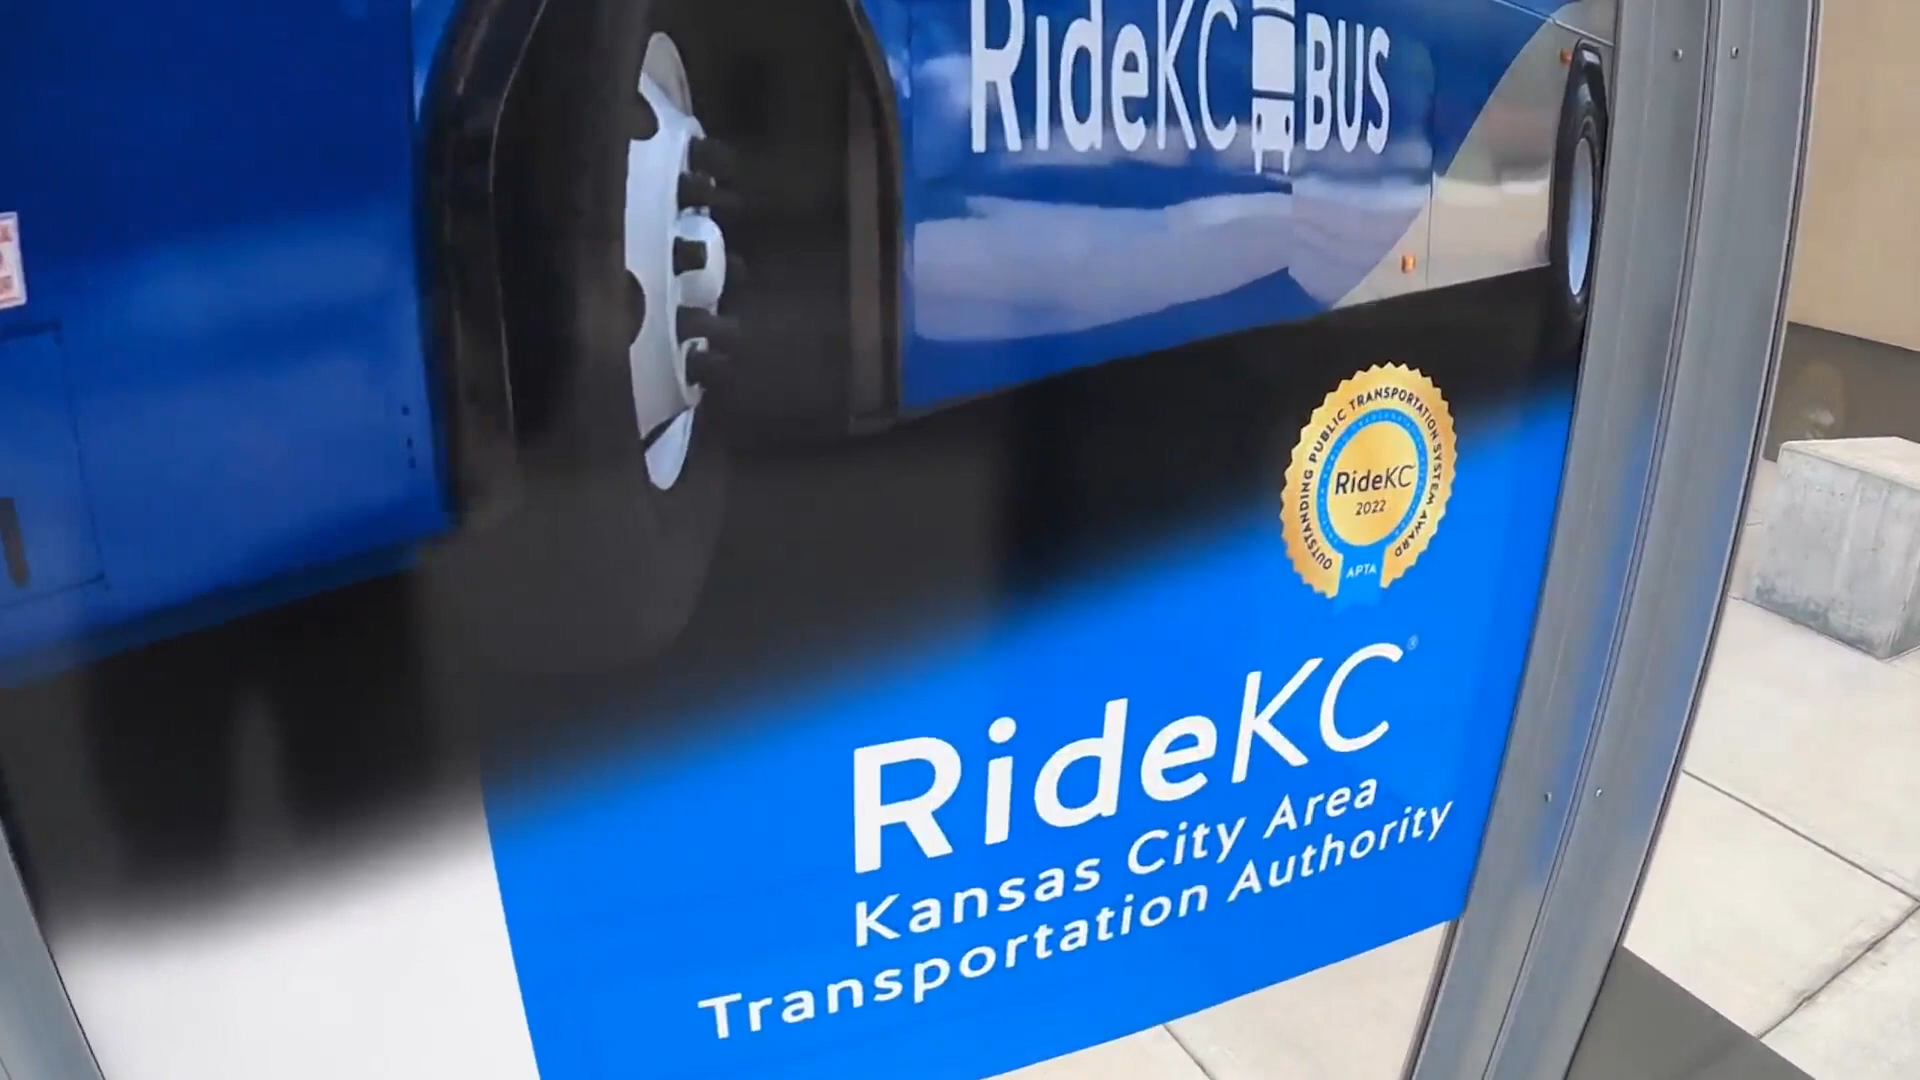 RideKC BUS
OUTSTANDING PUBLIC TRANSPORTATION SYSTEM AWARD
RideKC
2022
APTA
RideKC®
Kansas City Area
Transportation Authority